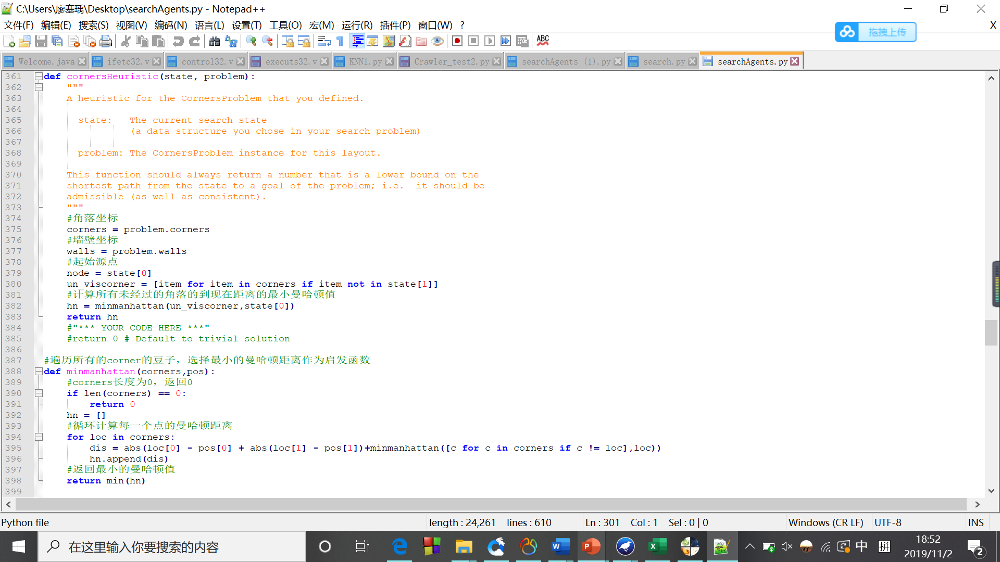 C:\Users\廖塞瑀\Desktop\searchAgents.py - Notepad++
文件(F) 编辑(E) 搜索(S) 视图(V) 编码(N) 语言(L) 设置(T) 工具(O) 宏(M) 运行(R) 插件(P) 窗口(W) ? X
拖拽上传
ABC
Welcome.java ifetc32.v control32.v executs32.v KNN1.py Crawler_test2.py searchAgents (1).py search.py searchAgents.py
361 def cornersHeuristic(state, problem):
362 """
363 A heuristic for the CornersProblem that you defined.
364
365 state: The current search state
366 (a data structure you chose in your search problem)
367
368 problem: The CornersProblem instance for this layout.
369
370 This function should always return a number that is a lower bound on the
371 shortest path from the state to a goal of the problem; i.e. it should be
372 admissible (as well as consistent).
373 """
374 #角落坐标
375 corners = problem.corners
376 #墙壁坐标
377 walls = problem.walls
378 #起始源点
379 node = state[0]
380 un_viscorner = [item for item in corners if item not in state[1]]
381 #计算所有未经过的角落的到现在距离的最小曼哈顿值
382 hn = minmanhattan(un_viscorner,state[0])
383 return hn
384 #"*** YOUR CODE HERE ***"
385 #return 0 # Default to trivial solution
386
387 #遍历所有的corner的豆子，选择最小的曼哈顿距离作为启发函数
388 def minmanhattan(corners,pos):
389 #corners长度为0，返回0
390 if len(corners) == 0:
391 return 0
392 hn = []
393 #循环计算每一个点的曼哈顿距离
394 for loc in corners:
395 dis = abs(loc[0] - pos[0] + abs(loc[1] - pos[1])+minmanhattan([c for c in corners if c != loc],loc))
396 hn.append(dis)
397 #返回最小的曼哈顿值
398 return min(hn)
399
Python file length : 24,261 lines : 610 Ln : 301 Col : 1 Sel : 0 | 0 Windows (CR LF) UTF-8 INS
在这里输入你要搜索的内容
中 拼
18:52
2019/11/2
2